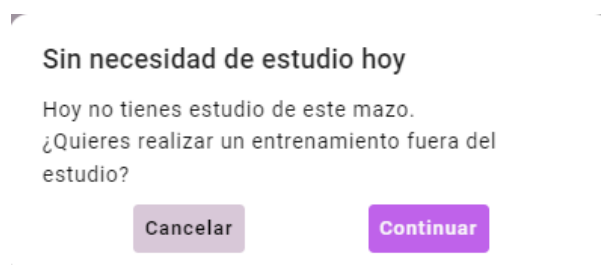 Sin necesidad de estudio hoy
Hoy no tienes estudio de este mazo.
¿Quieres realizar un entrenamiento fuera del
estudio?
Cancelar Continuar